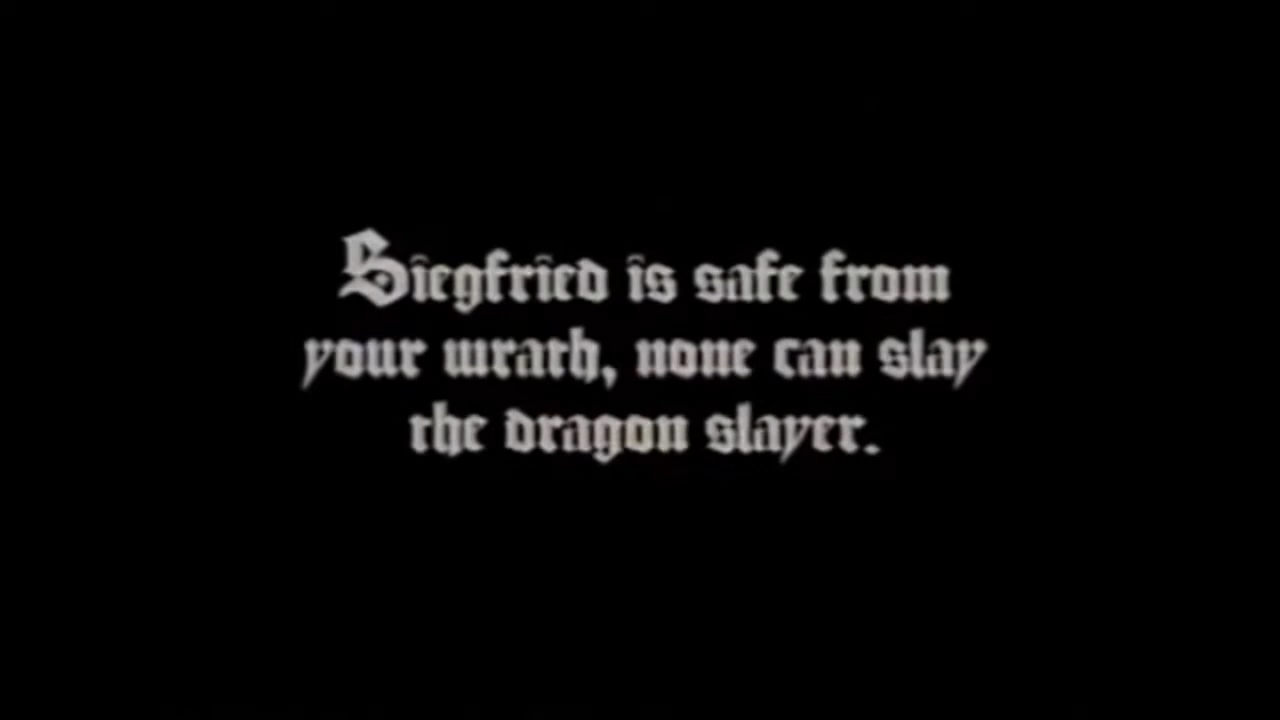 Siegfried is safe from
your wrath, none can slay
the dragon slayer.